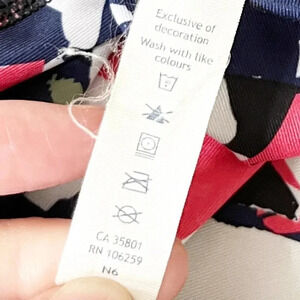 Exclusive of
decoration
Wash with like
colours
CA 35801
RN 106259
N6